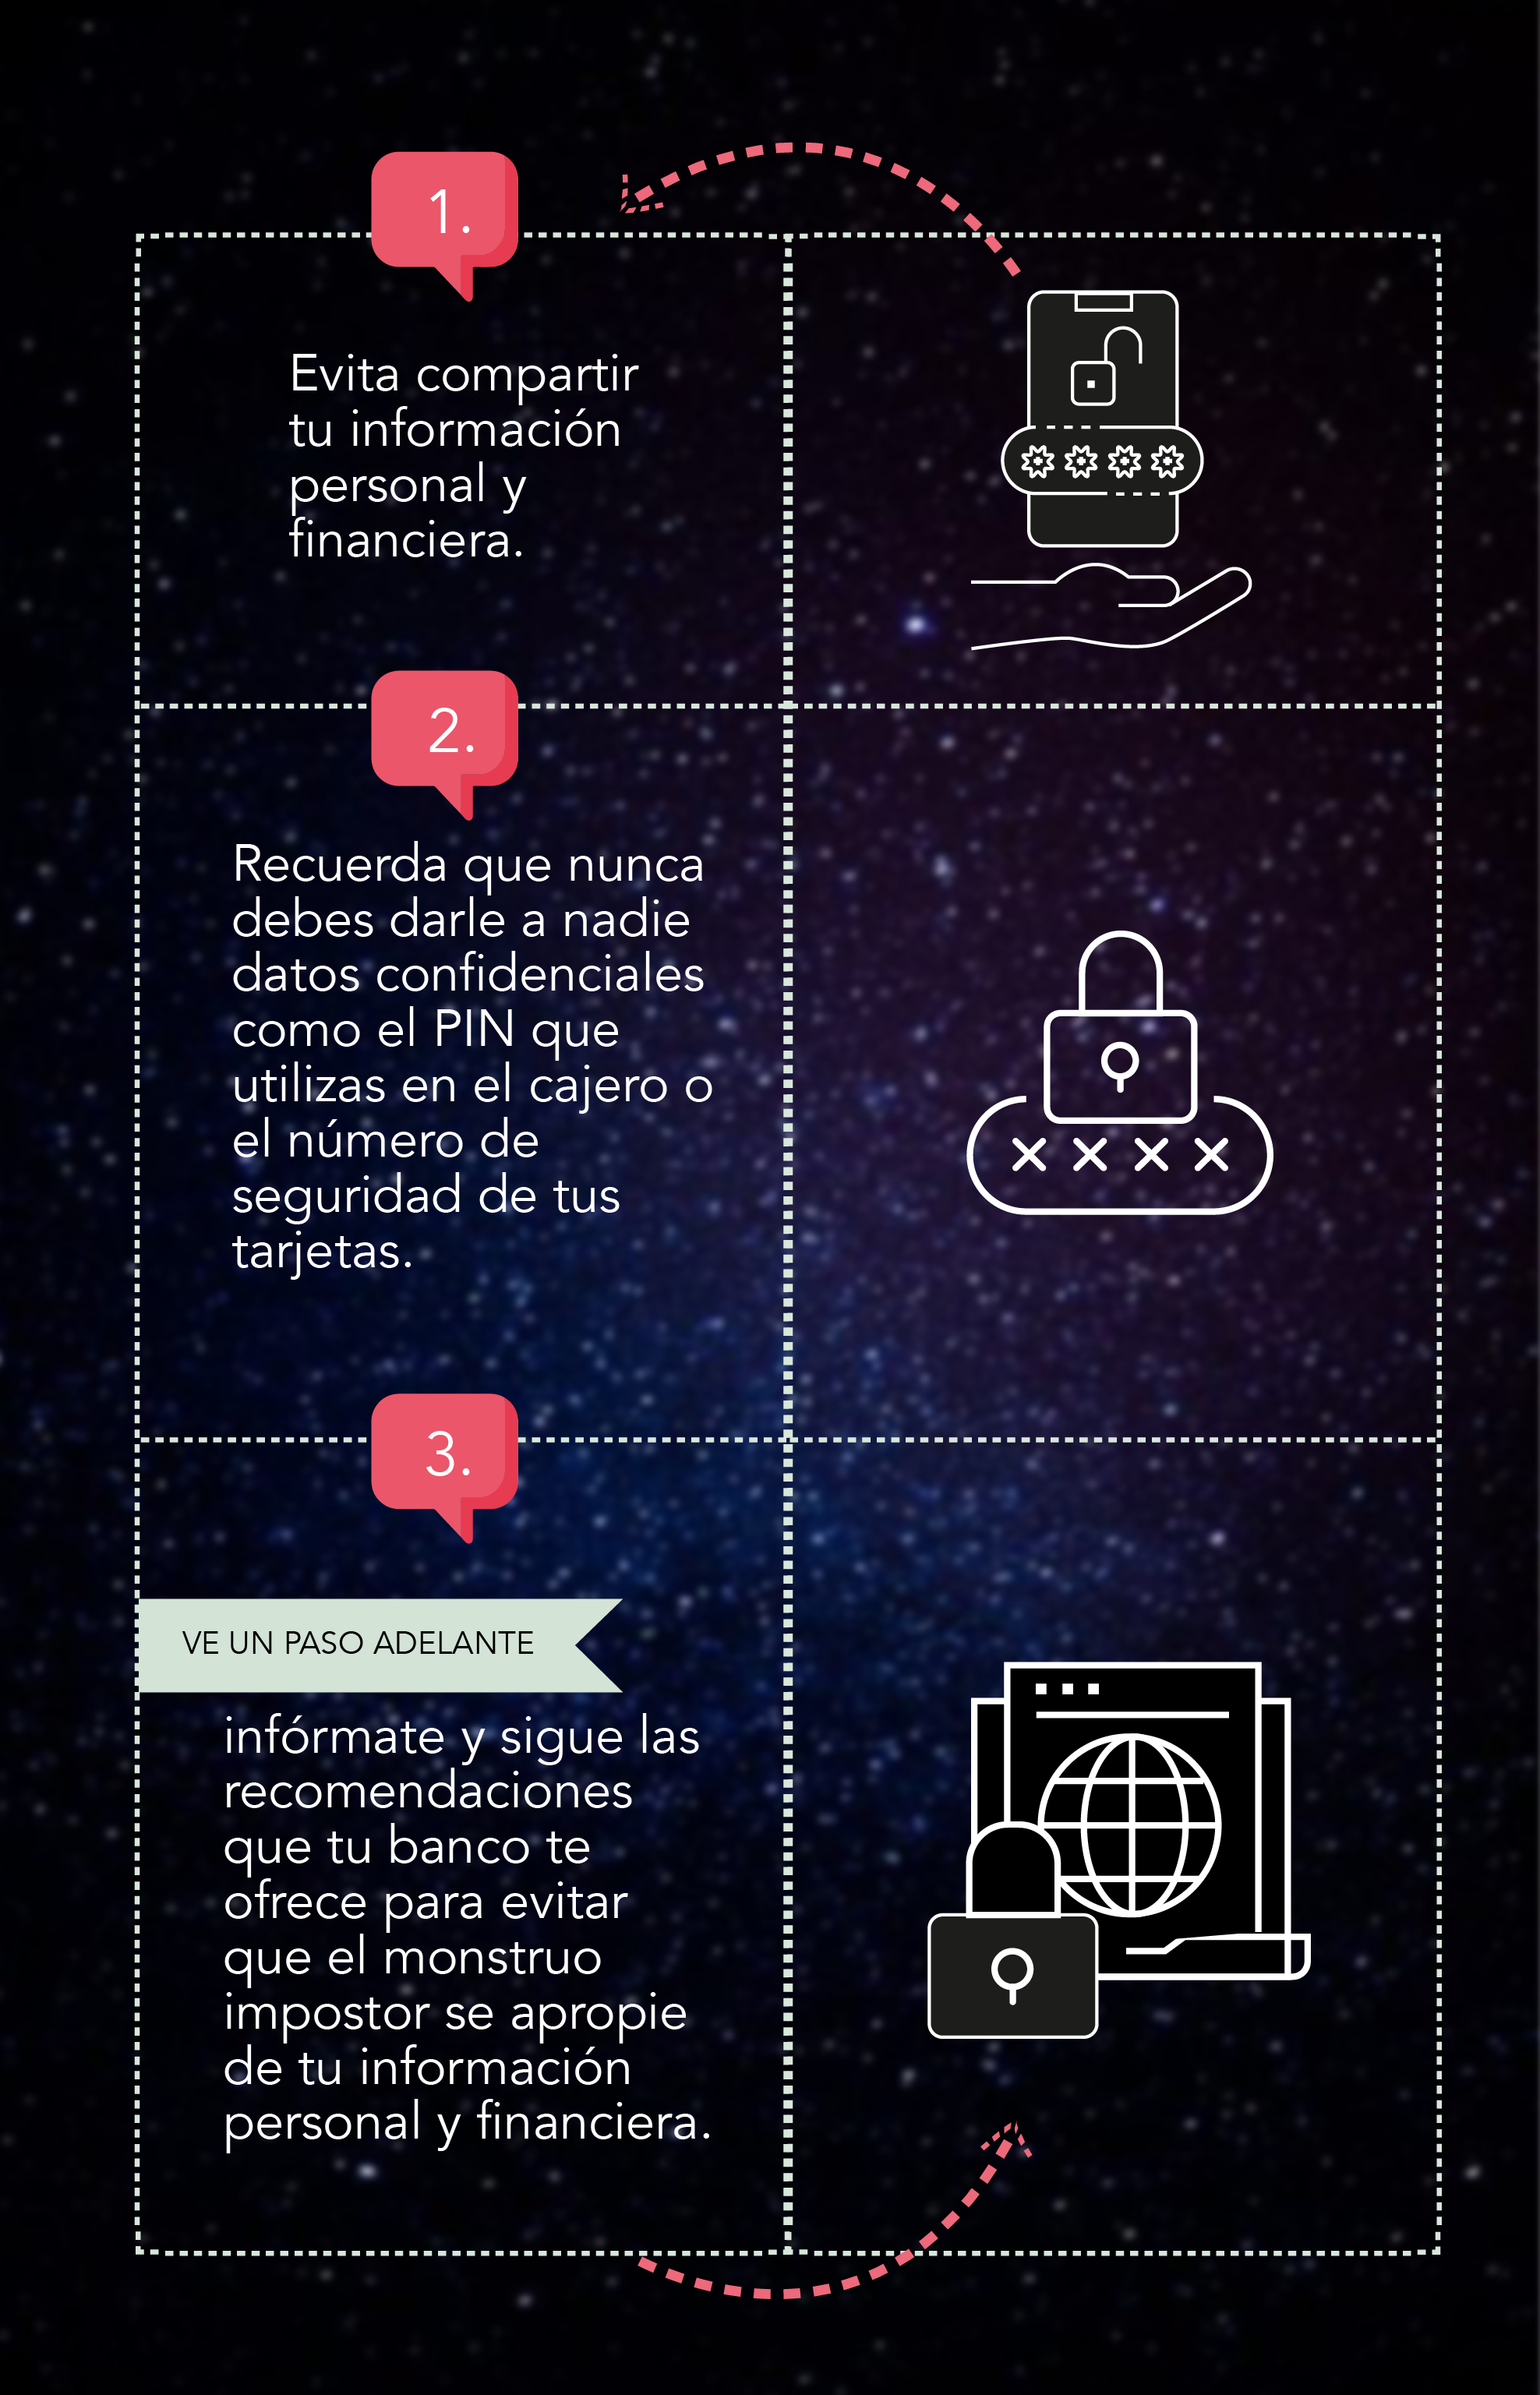 1.
Evita compartir
tu información
personal y
financiera.
2.
Recuerda que nunca
debes darle a nadie
datos confidenciales
como el PIN que
utilizas en el cajero o
el número de
seguridad de tus
tarjetas.
3.
VE UN PASO ADELANTE
infórmate y sigue las
recomendaciones
que tu banco te
ofrece para evitar
que el monstruo
impostor se apropie
de tu información
personal y financiera.